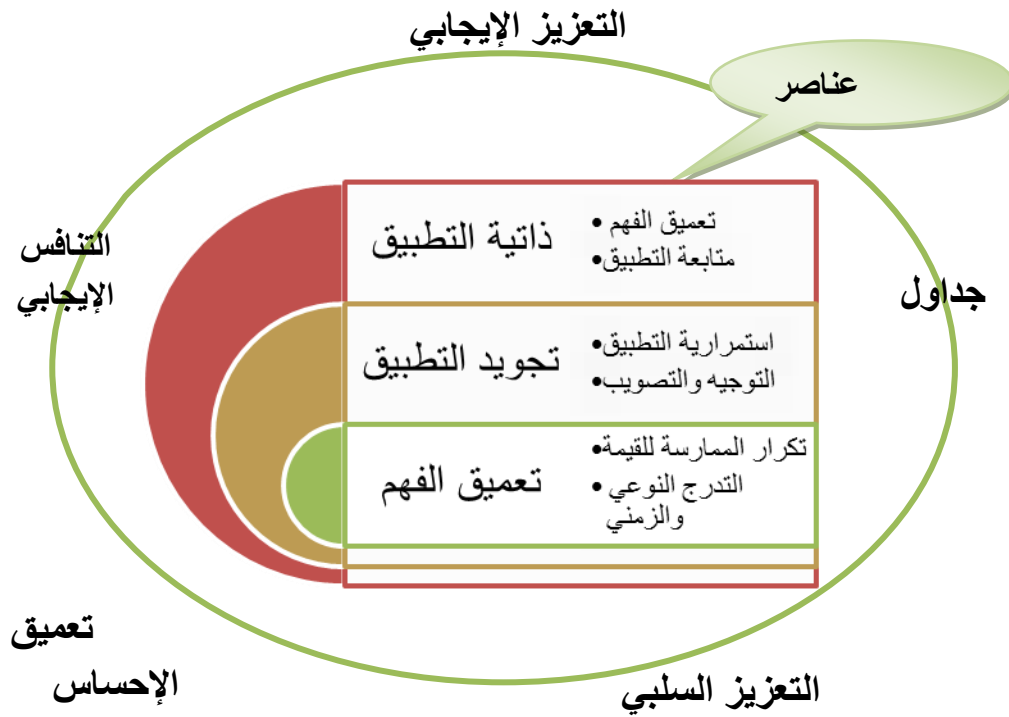 التعزيز الإيجابي
عناصر
ذاتية التطبيق
• تعميق الفهم
• متابعة التطبيق
التنافس
الإيجابي
جداول
تجويد التطبيق
• استمرارية التطبيق
• التوجيه والتصويب
تعميق الفهم
• تكرار الممارسة للقيمة
• التدرج النوعي
والزمني
تعميق
الإحساس
التعزيز السلبي